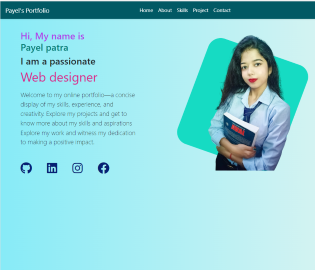 Payel's Portfolio
Home About Skills Project Contact
Hi, My name is
Payel patra
I am a passionate
Web designer
Welcome to my online portfolio—a concise
display of my skills, experience, and
creativity. Explore my projects and get to
know more about my skills and aspirations.
Explore my work and witness my dedication
to making a positive impact.